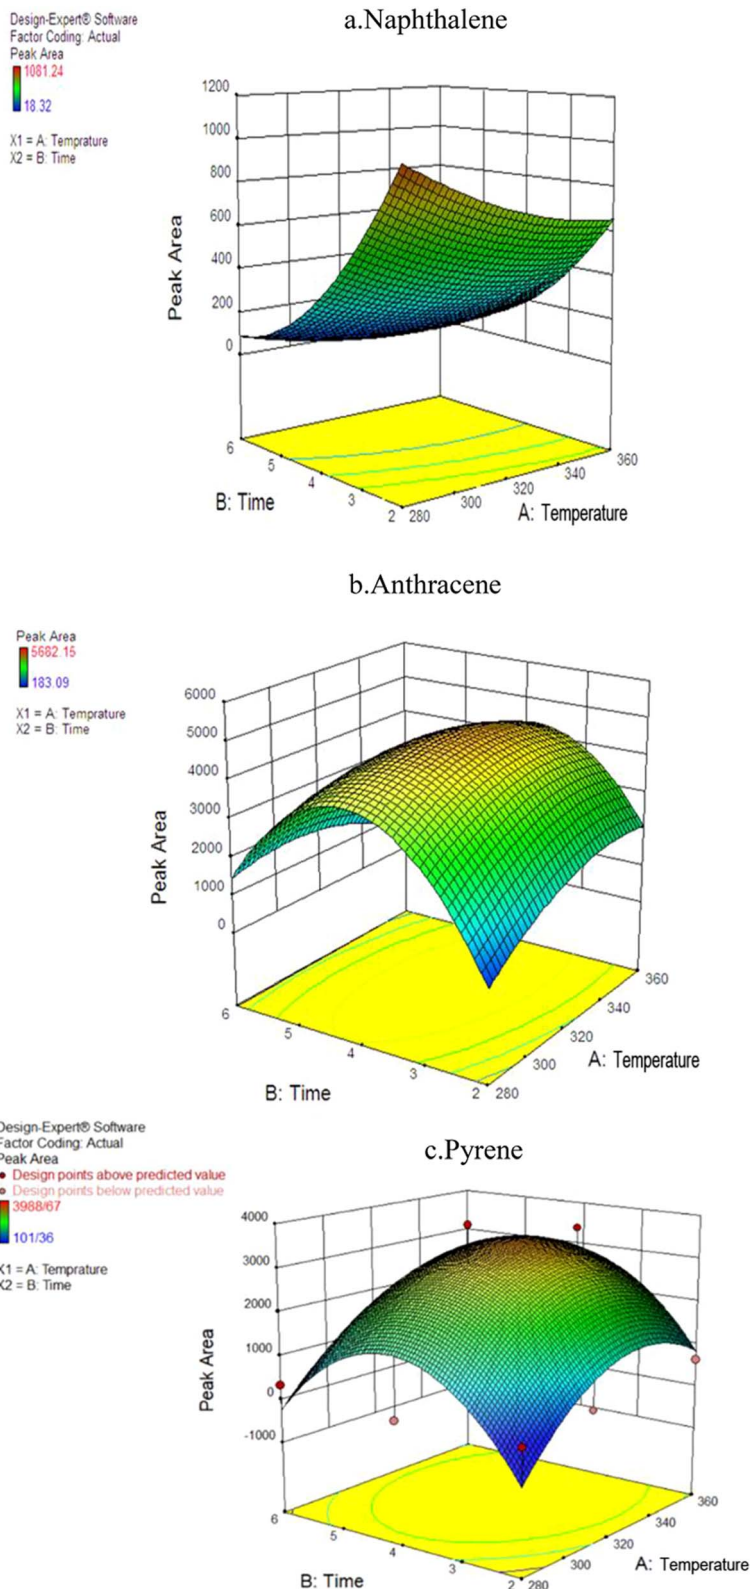 Design-Expert® Software
Factor Coding: Actual
Peak Area
1081.24
18.32
X1 = A: Temprature
X2 = B: Time
a.Naphthalene
1200
1000
800
600
400
200
0
Peak Area
6
5
4
3
2
B: Time
280
300
320
340
360
A: Temperature
b.Anthracene
Peak Area
5682.15
183.09
X1 = A: Temprature
X2 = B: Time
6000
5000
4000
3000
2000
1000
0
Peak Area
6
5
4
3
2
B: Time
280
300
320
340
360
A: Temperature
Design-Expert® Software
Factor Coding: Actual
Peak Area
Design points above predicted value
Design points below predicted value
3988/67
101/36
X1 = A: Temprature
X2 = B: Time
c.Pyrene
4000
3000
2000
1000
0
-1000
Peak Area
6
5
4
3
2
B: Time
280
300
320
340
360
A: Temperature